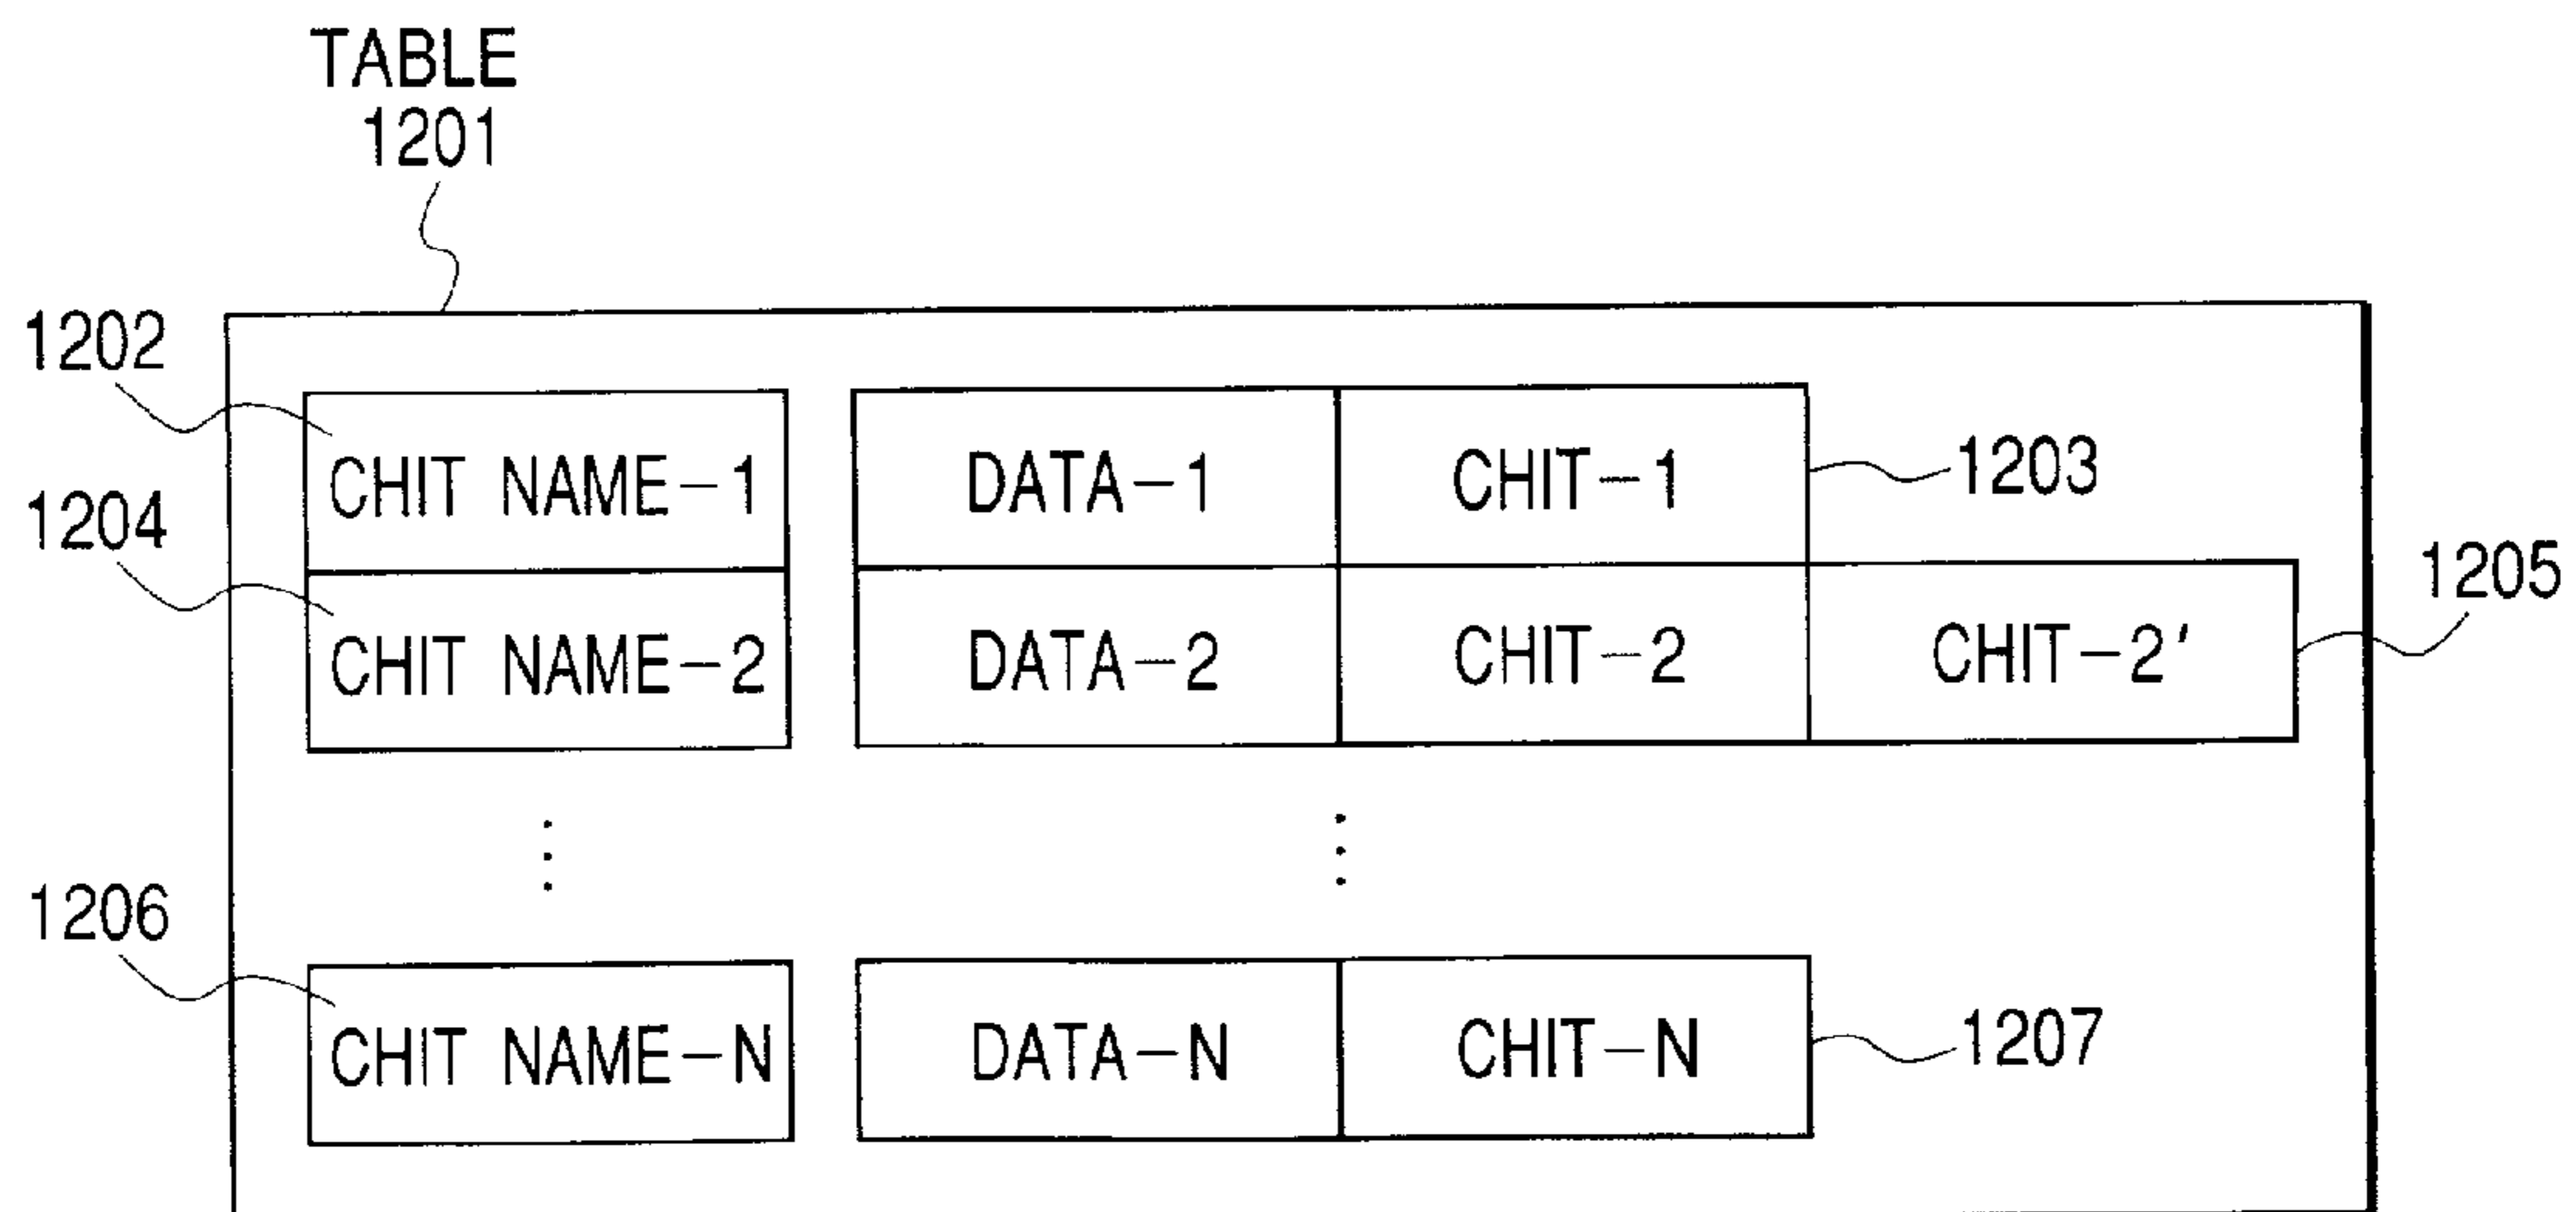 TABLE
1201
1202
CHIT NAME-1 DATA-1 CHIT-1
1203
1204
CHIT NAME-2 DATA-2 CHIT-2 CHIT-2'
1205
1206
CHIT NAME-N DATA-N CHIT-N
1207